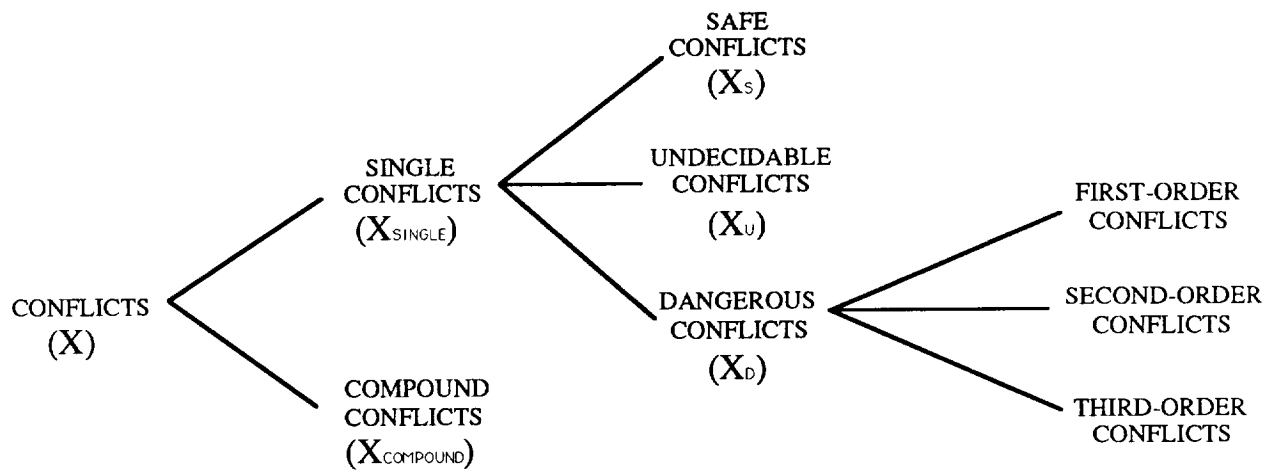 SAFE
CONFLICTS
(Xs)
UNDECIDABLE
CONFLICTS
(XU)
SINGLE
CONFLICTS
(XSINGLE)
FIRST-ORDER
CONFLICTS
CONFLICTS
(X)
DANGEROUS
CONFLICTS
(XD)
SECOND-ORDER
CONFLICTS
COMPOUND
CONFLICTS
(XCOMPOUND)
THIRD-ORDER
CONFLICTS